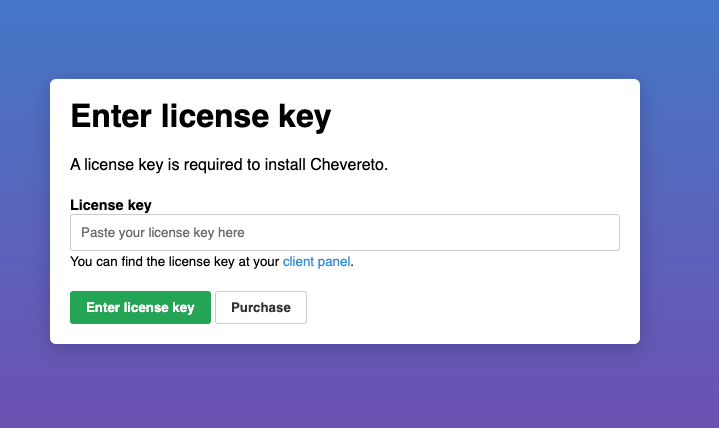 Enter license key
A license key is required to install Chevereto.
License key
Paste your license key here
You can find the license key at your client panel.
Enter license key Purchase